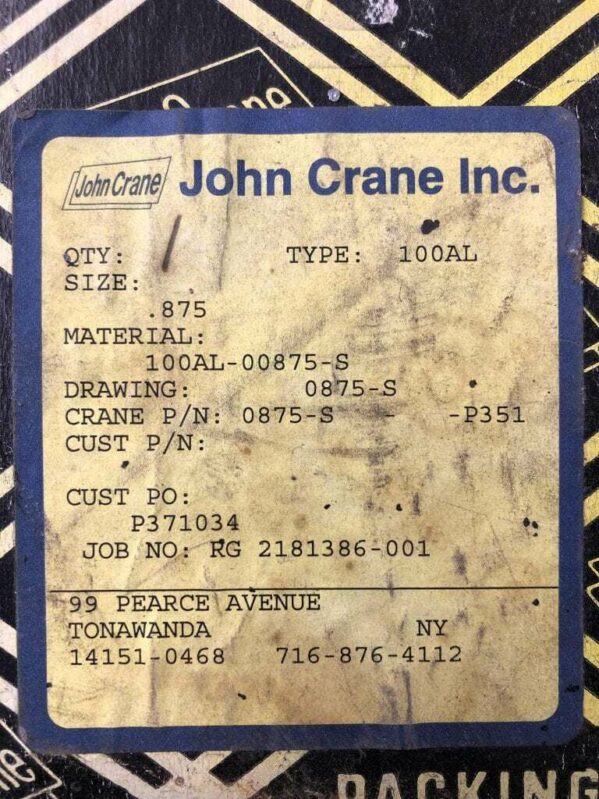 John Crane John Crane Inc.
QTY: 1 TYPE: 100AL
SIZE:
.875
MATERIAL:
100AL-00875-S
DRAWING: 0875-S
CRANE P/N: 0875-S - -P351
CUST P/N:
CUST PO:
P371034
JOB NO: RG 2181386-001
99 PEARCE AVENUE
TONAWANDA NY
14151-0468 716-876-4112
PACKING